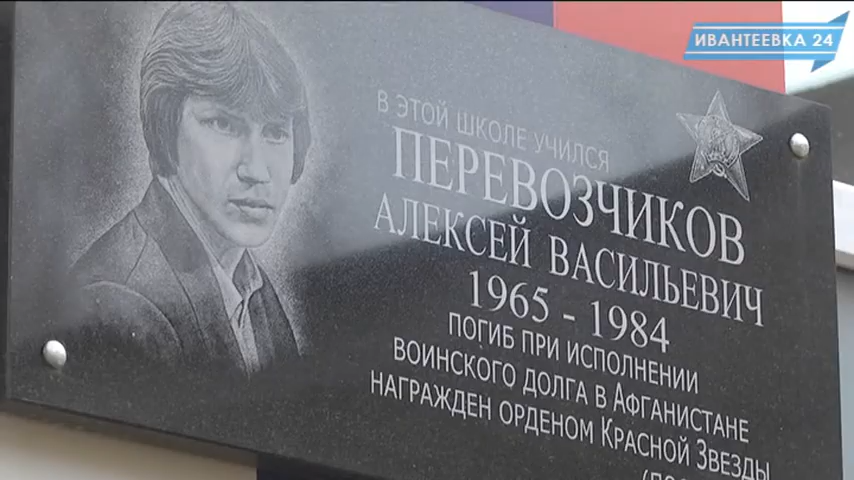 ИВАНТЕЕВКА 24
В ЭТОЙ ШКОЛЕ УЧИЛСЯ
ПЕРЕВОЗЧИКОВ
АЛЕКСЕЙ ВАСИЛЬЕВИЧ
1965 - 1984
ПОГИБ ПРИ ИСПОЛНЕНИИ
ВОИНСКОГО ДОЛГА В АФГАНИСТАНЕ
НАГРАЖДЕН ОРДЕНОМ КРАСНОЙ ЗВЕЗДЫ